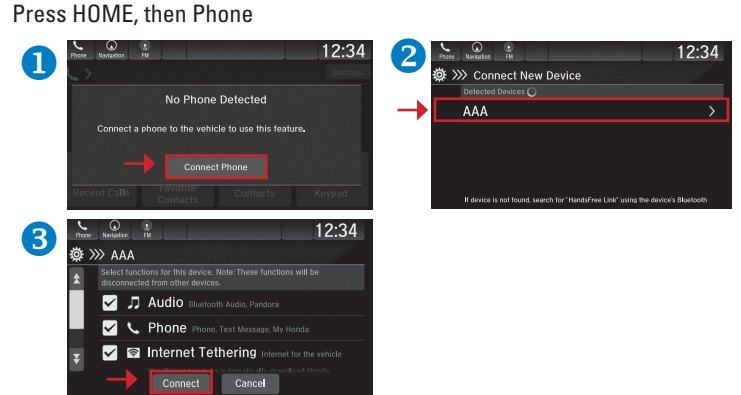 Press HOME, then Phone
1
Phone Navigation FM 12:34
Settings
No Phone Detected
Connect a phone to the vehicle to use this feature.
Connect Phone
Recent Calls Favorite Contacts Contacts Keypad
2
Phone Navigation FM 12:34
Connect New Device
Detected Devices
AAA
If device is not found, search for "HandsFree Link" using the device's Bluetooth
3
Phone Navigation FM 12:34
AAA
Select functions for this device. Note: These functions will be
disconnected from other devices.
Audio Bluetooth Audio, Pandora
Phone Phone, Text Message, My Honda
Internet Tethering Internet for the vehicle
to automatically download Honda
Connect Cancel